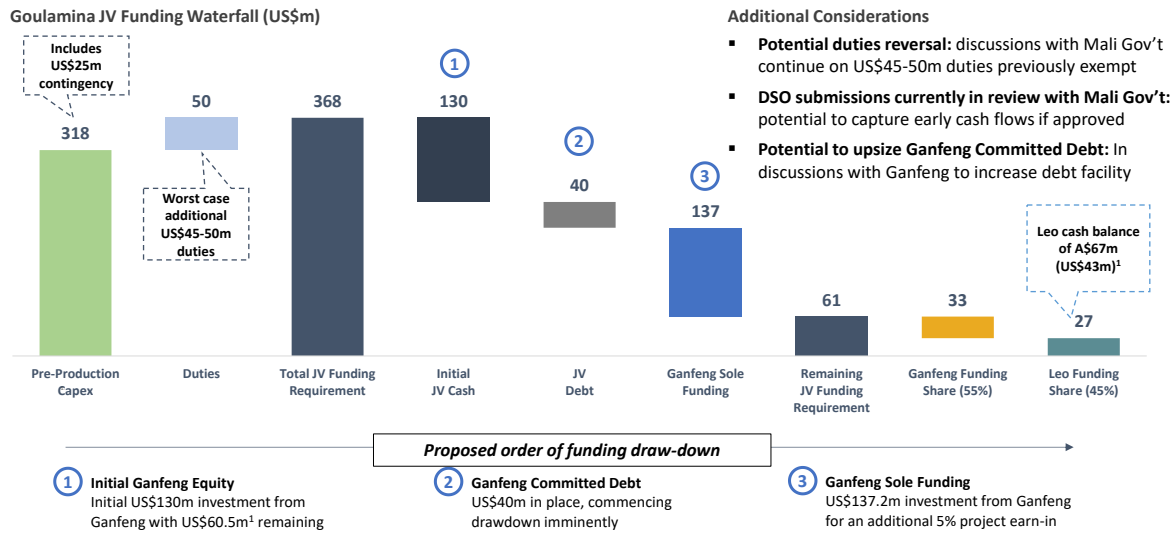 Goulamina JV Funding Waterfall (US$m)
Includes
US$25m
contingency
318
50
Worst case
additional
US$45-50m
duties
368
1
130
2
40
3
137
61
33
Leo cash balance
of A$67m
(US$43m)1
27
Pre-Production
Capex
Duties
Total JV Funding
Requirement
Initial
JV Cash
JV
Debt
Ganfeng Sole
Funding
Remaining
JV Funding
Requirement
Ganfeng Funding
Share (55%)
Leo Funding
Share (45%)
Additional Considerations
▪ Potential duties reversal: discussions with Mali Gov't
continue on US$45-50m duties previously exempt
▪ DSO submissions currently in review with Mali Gov't:
potential to capture early cash flows if approved
▪ Potential to upsize Ganfeng Committed Debt: In
discussions with Ganfeng to increase debt facility
Proposed order of funding draw-down
1 Initial Ganfeng Equity
Initial US$130m investment from
Ganfeng with US$60.5m1 remaining
2 Ganfeng Committed Debt
US$40m in place, commencing
drawdown imminently
3 Ganfeng Sole Funding
US$137.2m investment from Ganfeng
for an additional 5% project earn-in